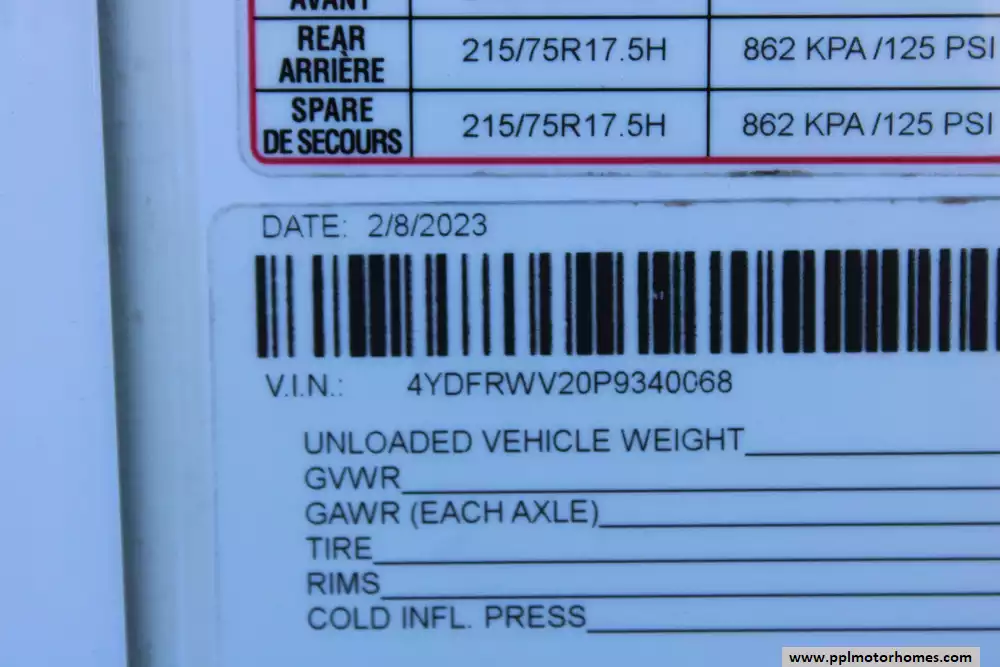 AVANT
REAR 215/75R17.5H 862 KPA /125 PSI
ARRIÈRE
SPARE 215/75R17.5H 862 KPA /125 PSI
DE SECOURS
DATE: 2/8/2023
V.I.N.: 4YDFRWV20P9340068
UNLOADED VEHICLE WEIGHT
GVWR
GAWR (EACH AXLE)
TIRE
RIMS
COLD INFL. PRESS
www.pplmotorhomes.com